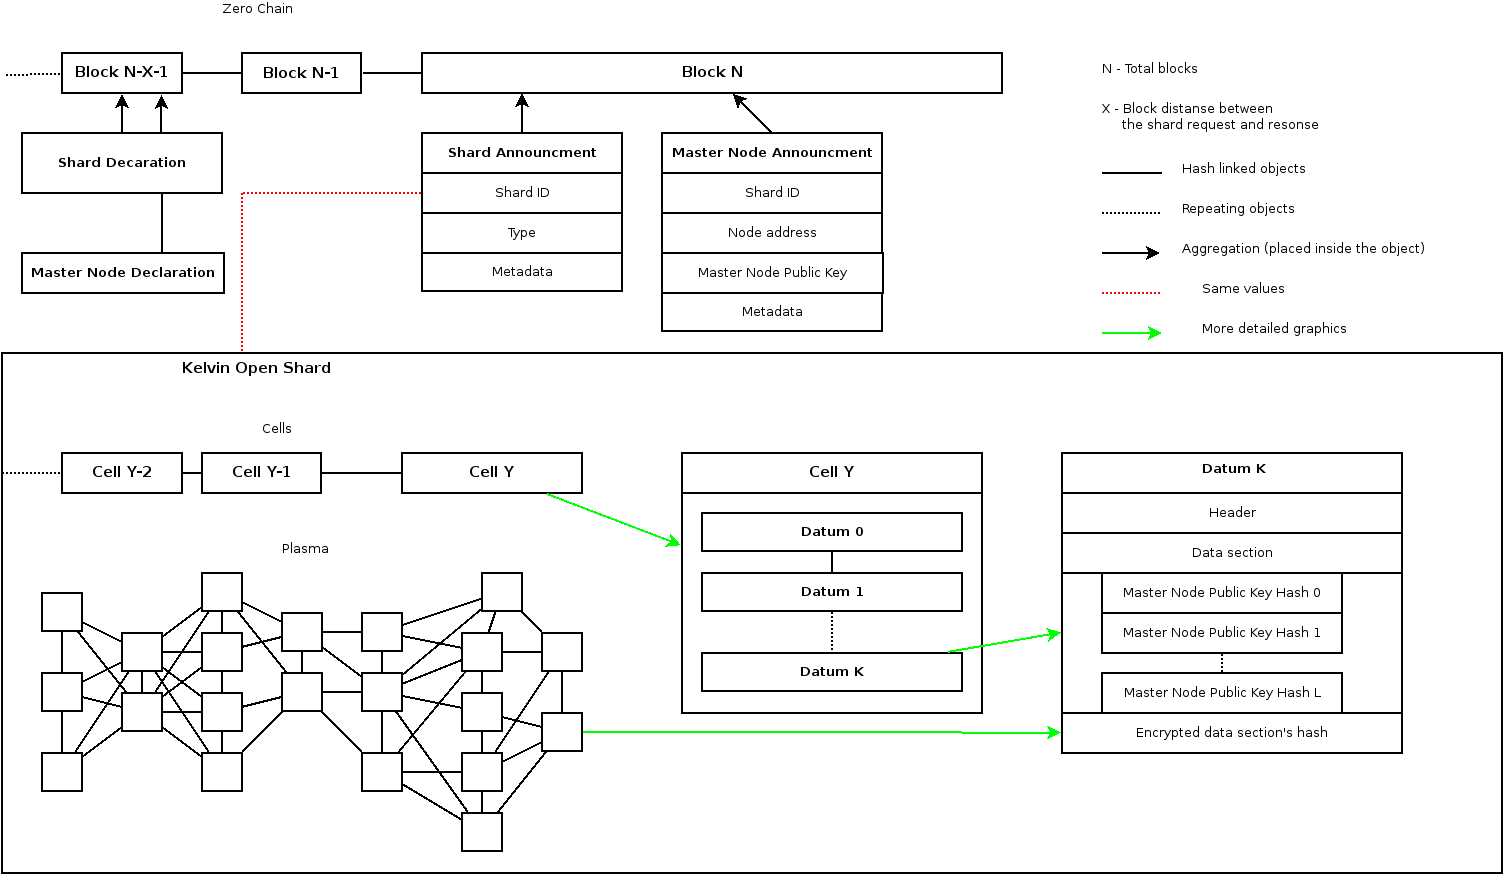 Zero Chain
Block N-X-1
Block N-1
Block N
Shard Decaration
Master Node Declaration
Shard Announcment
Shard ID
Type
Metadata
Master Node Announcment
Shard ID
Node address
Master Node Public Key
Metadata
N - Total blocks
X - Block distanse between
the shard request and resonse
Hash linked objects
Repeating objects
Aggregation (placed inside the object)
Same values
More detailed graphics
Kelvin Open Shard
Cells
Cell Y-2
Cell Y-1
Cell Y
Plasma
Cell Y
Datum 0
Datum 1
Datum K
Datum K
Header
Data section
Master Node Public Key Hash 0
Master Node Public Key Hash 1
Master Node Public Key Hash L
Encrypted data section's hash